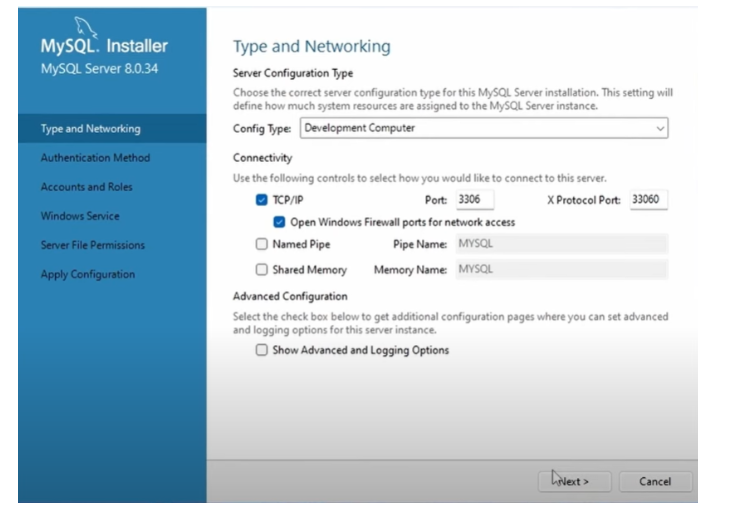 MySQL. Installer
MySQL Server 8.0.34
Type and Networking
Authentication Method
Accounts and Roles
Windows Service
Server File Permissions
Apply Configuration
Type and Networking
Server Configuration Type
Choose the correct server configuration type for this MySQL Server installation. This setting will
define how much system resources are assigned to the MySQL Server instance.
Config Type: Development Computer
Connectivity
Use the following controls to select how you would like to connect to this server.
TCP/IP Port: 3306 X Protocol Port: 33060
Open Windows Firewall ports for network access
Named Pipe Pipe Name: MYSQL
Shared Memory Memory Name: MYSQL
Advanced Configuration
Select the check box below to get additional configuration pages where you can set advanced
and logging options for this server instance.
Show Advanced and Logging Options
Next > Cancel